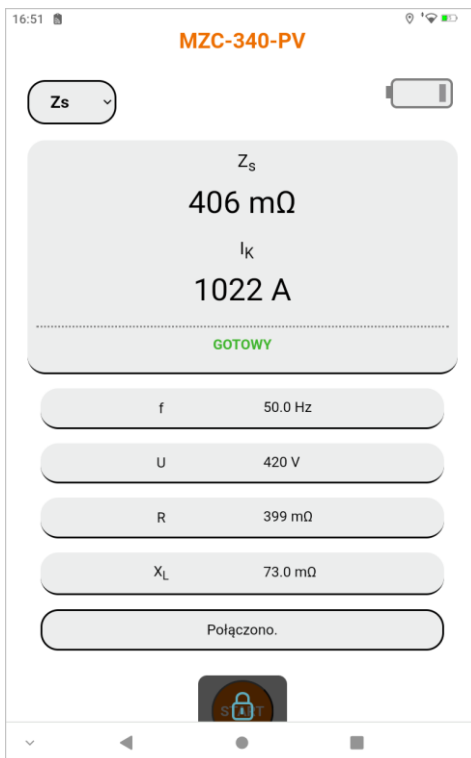 16:51
MZC-340-PV
Zs
ZS
406 mΩ
IK
1022 A
GOTOWY
f 50.0 Hz
U 420 V
R 399 mΩ
XL 73.0 mΩ
Połączono.
START